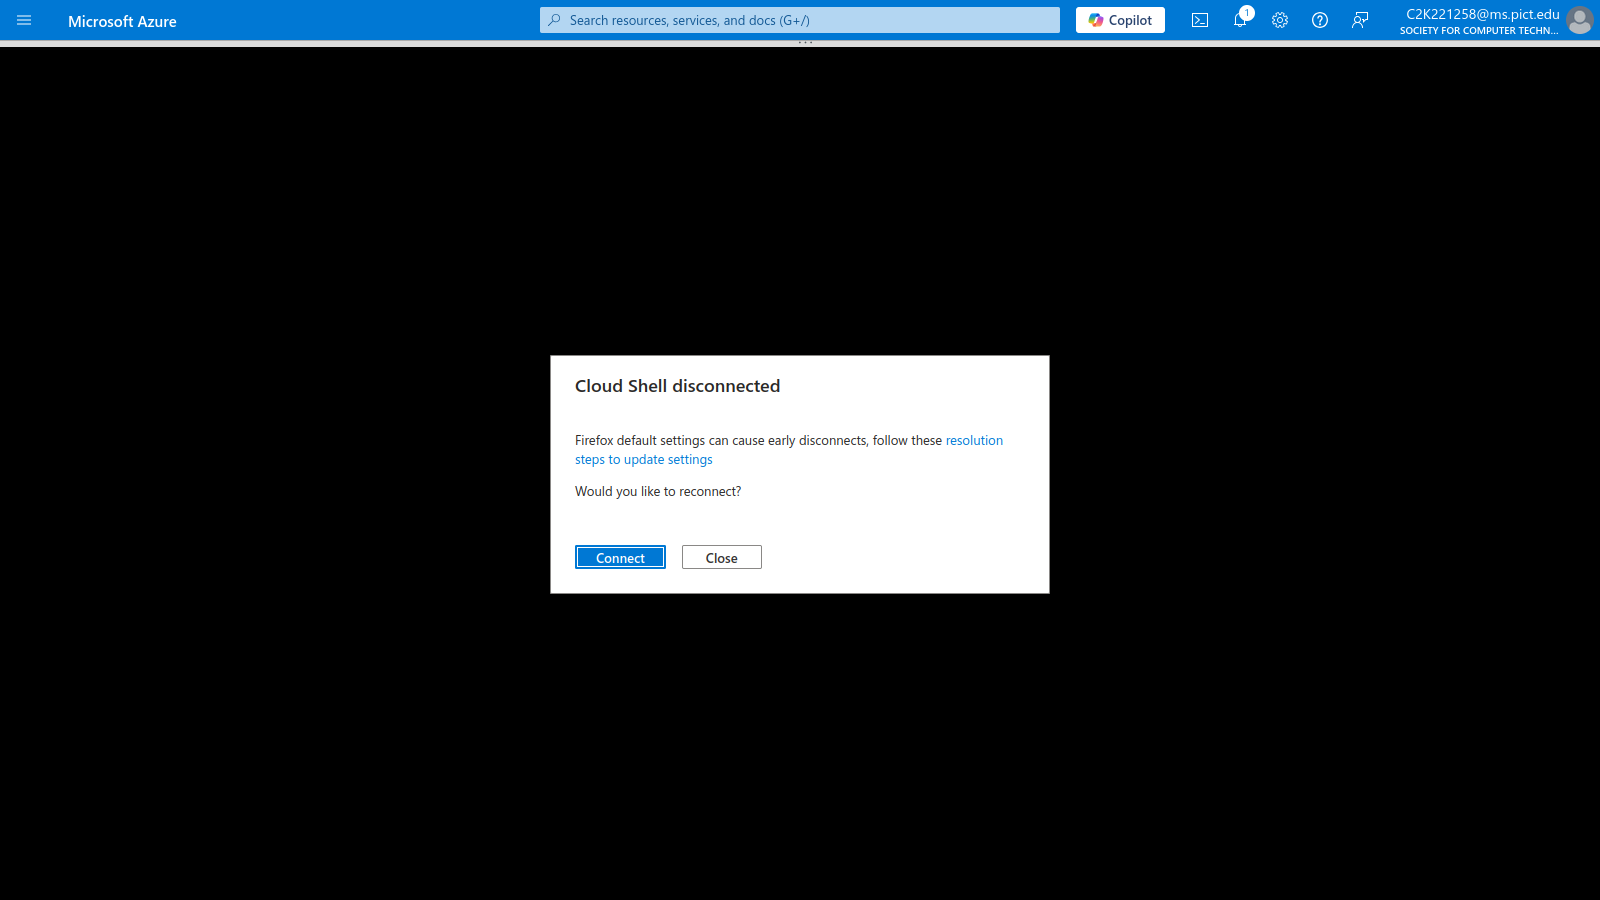 Microsoft Azure
Search resources, services, and docs (G+/)
Copilot
1
C2K221258@ms.pict.edu
SOCIETY FOR COMPUTER TECHN...
Cloud Shell disconnected
Firefox default settings can cause early disconnects, follow these resolution
steps to update settings
Would you like to reconnect?
Connect
Close